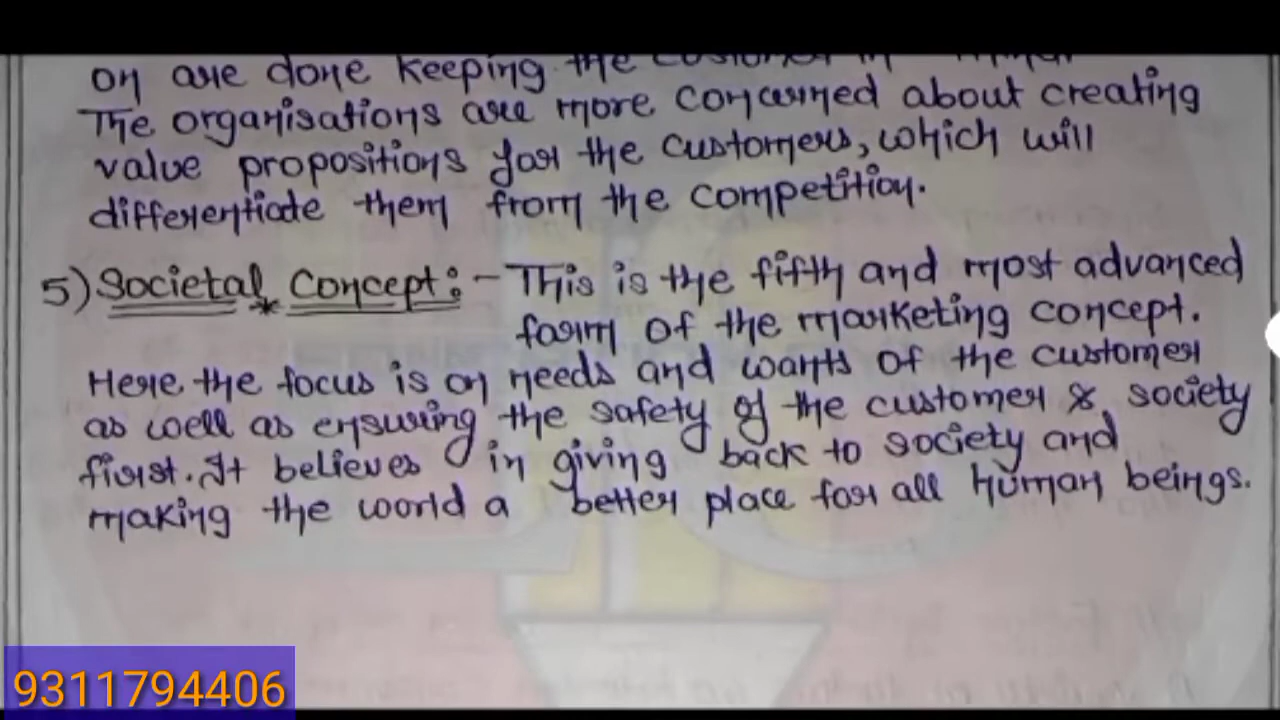 on are done keeping the customer in
The organisations are more concerned about creating
value propositions for the customers, which will
differentiate them from the competition.
5) Societal * Concept :- This is the fifth and most advanced
form of the marketing concept.
Here the focus is on needs and wants of the customer
as well as ensuring the safety of the customer & society
first. It believes in giving back to society and
making the world a better place for all human beings.
9311794406